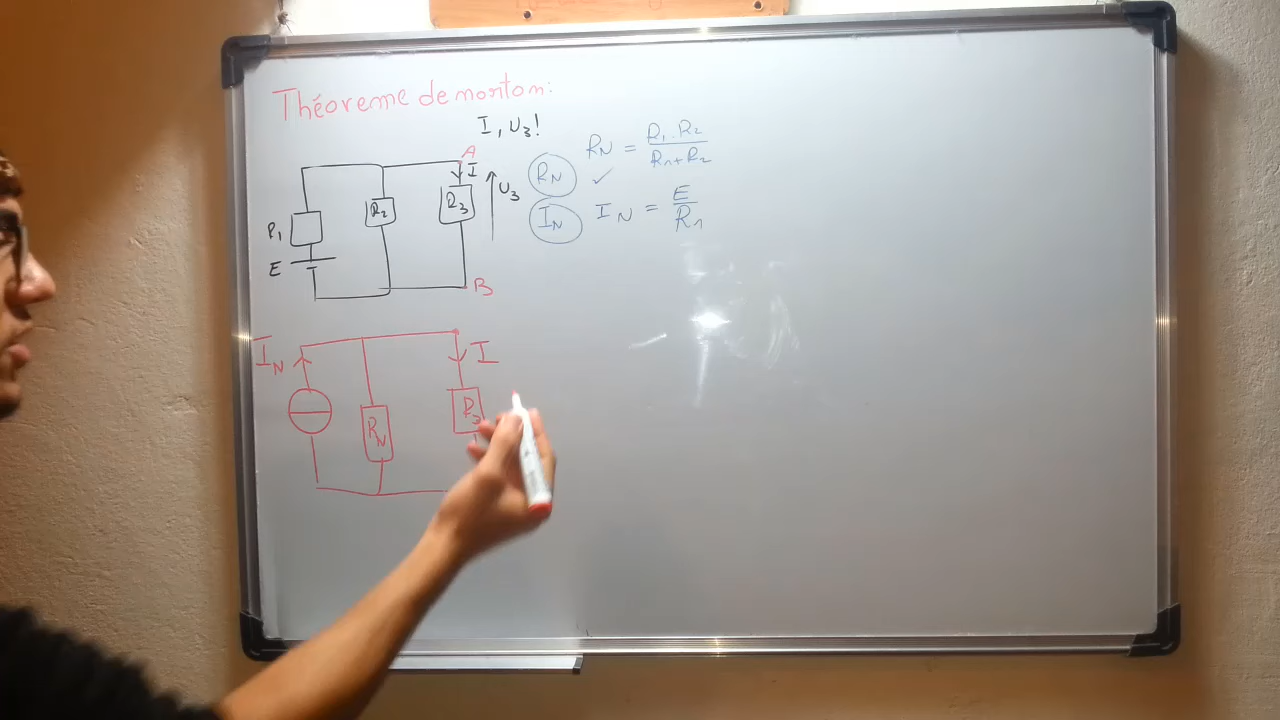 Théoreme de morton:
I, U3!
RN = R1.R2 / R1+R2
A
I
RN ✓
R1
R2
R3
U3
IN
IN = E / R1
E
B
IN
I
RN
R3